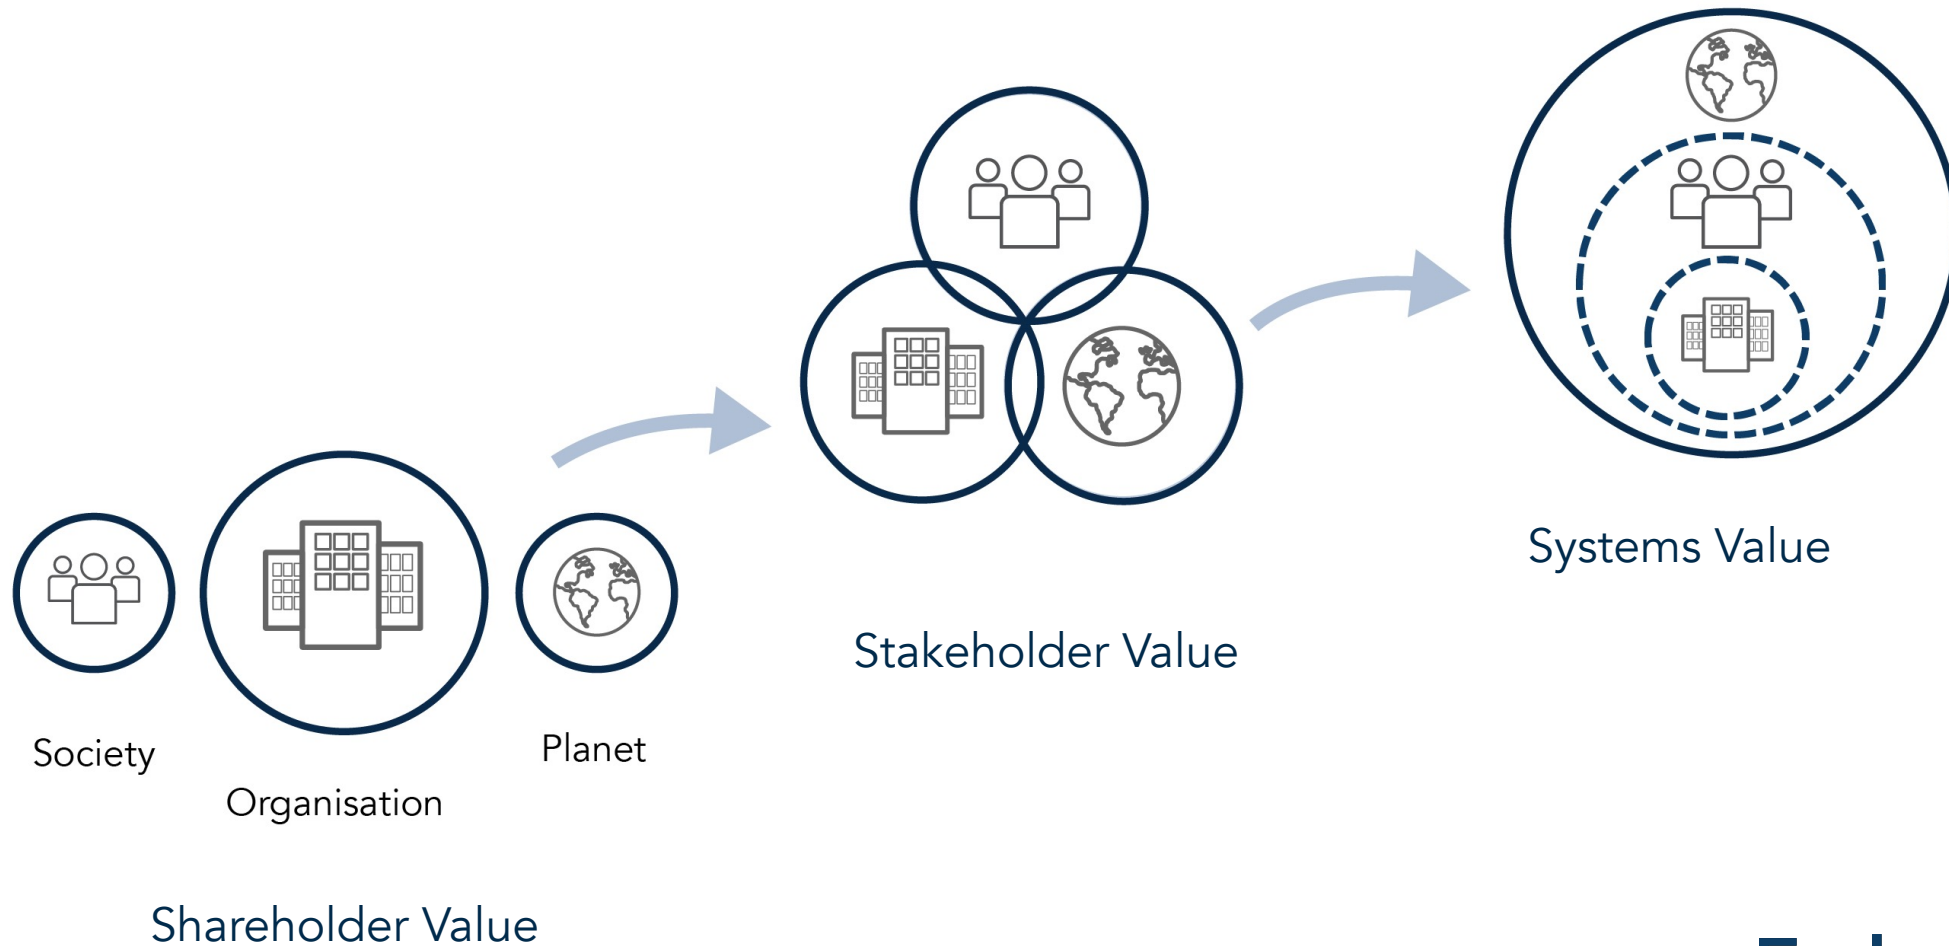 Systems Value
Stakeholder Value
Society
Planet
Organisation
Shareholder Value